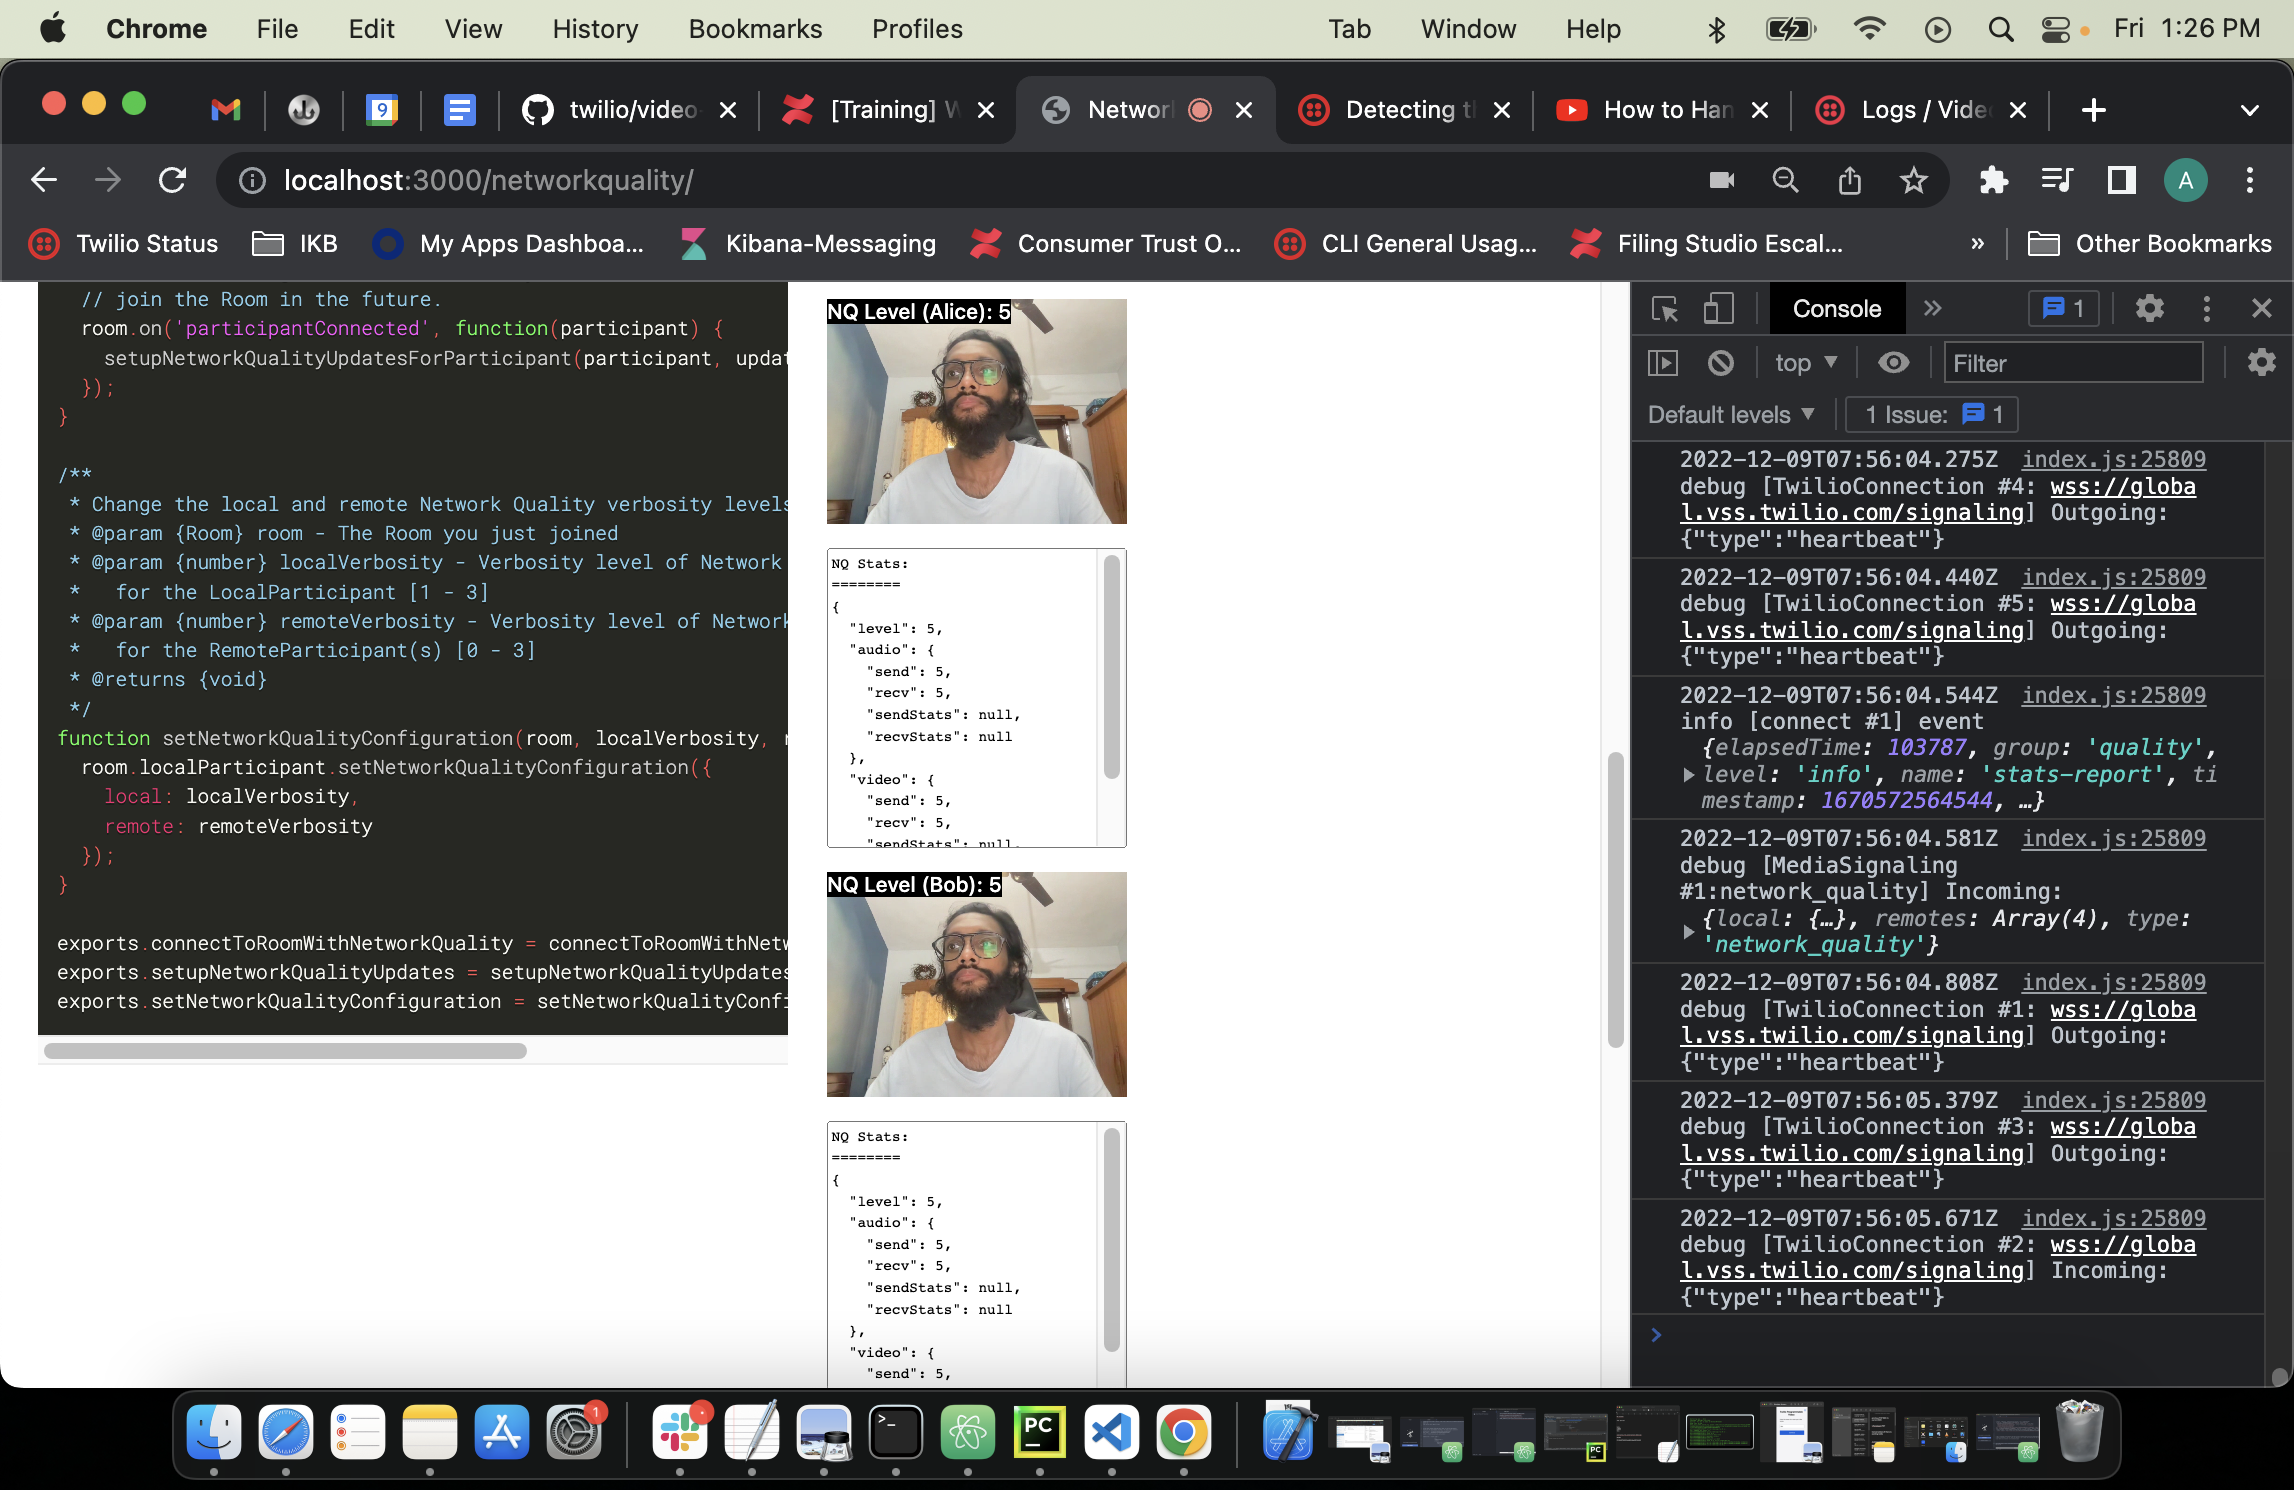 Chrome File Edit View History Bookmarks Profiles Tab Window Help Fri 1:26 PM
9 twilio/video [Training] Networ Detecting How to Han Logs / Vide
localhost:3000/networkquality/ A
Twilio Status IKB My Apps Dashboa... Kibana-Messaging Consumer Trust O... CLI General Usag... Filing Studio Escal... » Other Bookmarks
// join the Room in the future.
room.on('participantConnected', function(participant) {
setupNetworkQualityUpdatesForParticipant(participant, updat
});
}
/**
* Change the local and remote Network Quality verbosity levels
* @param {Room} room - The Room you just joined
* @param {number} localVerbosity - Verbosity level of Network
* for the LocalParticipant [1 - 3]
* @param {number} remoteVerbosity - Verbosity level of Network
* for the RemoteParticipant(s) [0 - 3]
* @returns {void}
*/
function setNetworkQualityConfiguration(room, localVerbosity, r
room.localParticipant.setNetworkQualityConfiguration({
local: localVerbosity,
remote: remoteVerbosity
});
}
exports.connectToRoomWithNetworkQuality = connectToRoomWithNetw
exports.setupNetworkQualityUpdates = setupNetworkQualityUpdates
exports.setNetworkQualityConfiguration = setNetworkQualityConfi
NQ Level (Alice): 5
NQ Stats:
========
{
"level": 5,
"audio": {
"send": 5,
"recv": 5,
"sendStats": null,
"recvStats": null
},
"video": {
"send": 5,
"recv": 5,
"sendStats": null,
NQ Level (Bob): 5
NQ Stats:
========
{
"level": 5,
"audio": {
"send": 5,
"recv": 5,
"sendStats": null,
"recvStats": null
},
"video": {
"send": 5,
Console » 1
top ▼ Filter
Default levels ▼ 1 Issue: 1
2022-12-09T07:56:04.275Z index.js:25809
debug [TwilioConnection #4: wss://globa
l.vss.twilio.com/signaling] Outgoing:
{"type":"heartbeat"}
2022-12-09T07:56:04.440Z index.js:25809
debug [TwilioConnection #5: wss://globa
l.vss.twilio.com/signaling] Outgoing:
{"type":"heartbeat"}
2022-12-09T07:56:04.544Z index.js:25809
info [connect #1] event
{elapsedTime: 103787, group: 'quality',
level: 'info', name: 'stats-report', ti
mestamp: 1670572564544, …}
2022-12-09T07:56:04.581Z index.js:25809
debug [MediaSignaling
#1:network_quality] Incoming:
{local: {…}, remotes: Array(4), type:
'network_quality'}
2022-12-09T07:56:04.808Z index.js:25809
debug [TwilioConnection #1: wss://globa
l.vss.twilio.com/signaling] Outgoing:
{"type":"heartbeat"}
2022-12-09T07:56:05.379Z index.js:25809
debug [TwilioConnection #3: wss://globa
l.vss.twilio.com/signaling] Outgoing:
{"type":"heartbeat"}
2022-12-09T07:56:05.671Z index.js:25809
debug [TwilioConnection #2: wss://globa
l.vss.twilio.com/signaling] Incoming:
{"type":"heartbeat"}
1 PC